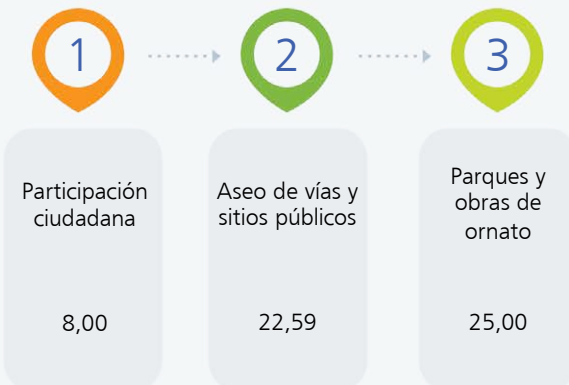 1
2
3
Participación
ciudadana
8,00
Aseo de vías y
sitios públicos
22,59
Parques y
obras de
ornato
25,00